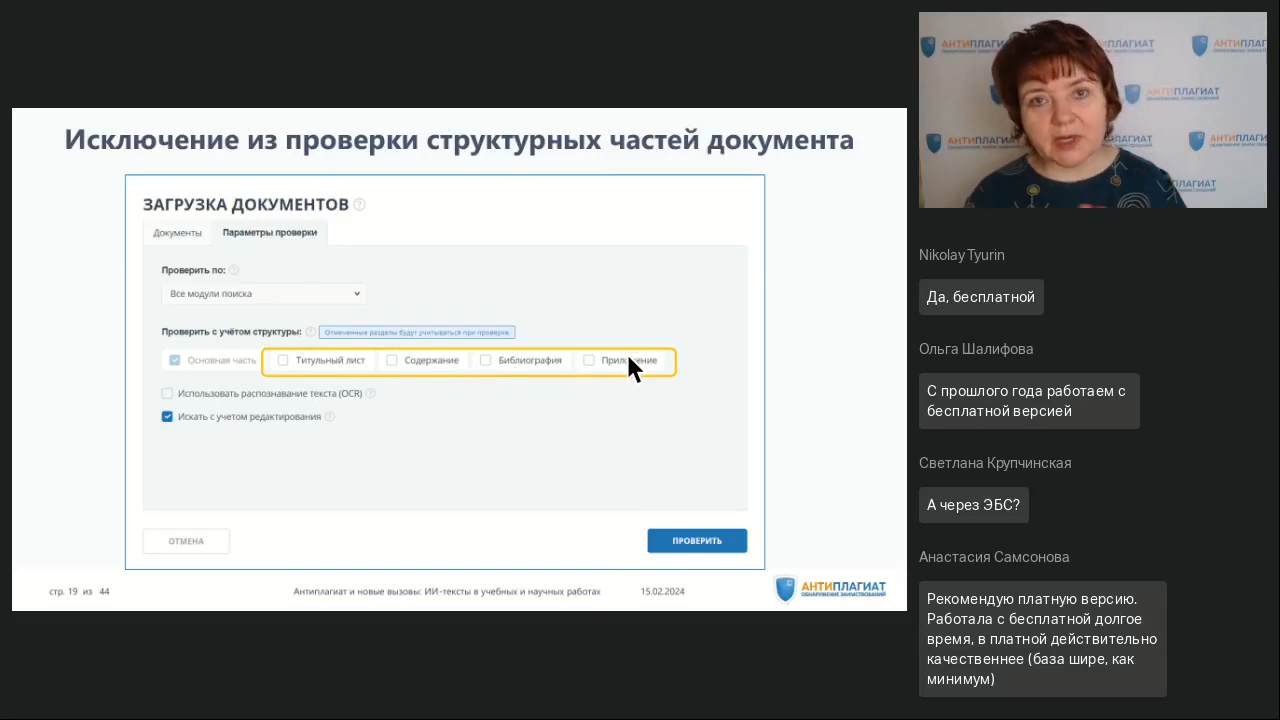 Исключение из проверки структурных частей документа
ЗАГРУЗКА ДОКУМЕНТОВ ?
Документы Параметры проверки
Проверить по: ?
Все модули поиска
Проверить с учётом структуры: ? Отмеченные разделы будут учитываться при проверке
Основная часть Титульный лист Содержание Библиография
Использовать распознавание текста (OCR) ?
Искать с учетом редактирования ?
ОТМЕНА ПРОВЕРИТЬ
стр. 19 из 44 Антиплагиат и новые вызовы: ИИ-тексты в учебных и научных работах 15.02.2024
АНТИПЛАГИАТ
ОБНАРУЖЕНИЕ ЗАИМСТВОВАНИЙ
Nikolay Tyurin
Да, бесплатной
Ольга Шалифова
С прошлого года работаем с
бесплатной версией
Светлана Крупчинская
А через ЭБС?
Анастасия Самсонова
Рекомендую платную версию.
Работала с бесплатной долгое
время, в платной действительно
качественнее (база шире, как
минимум)